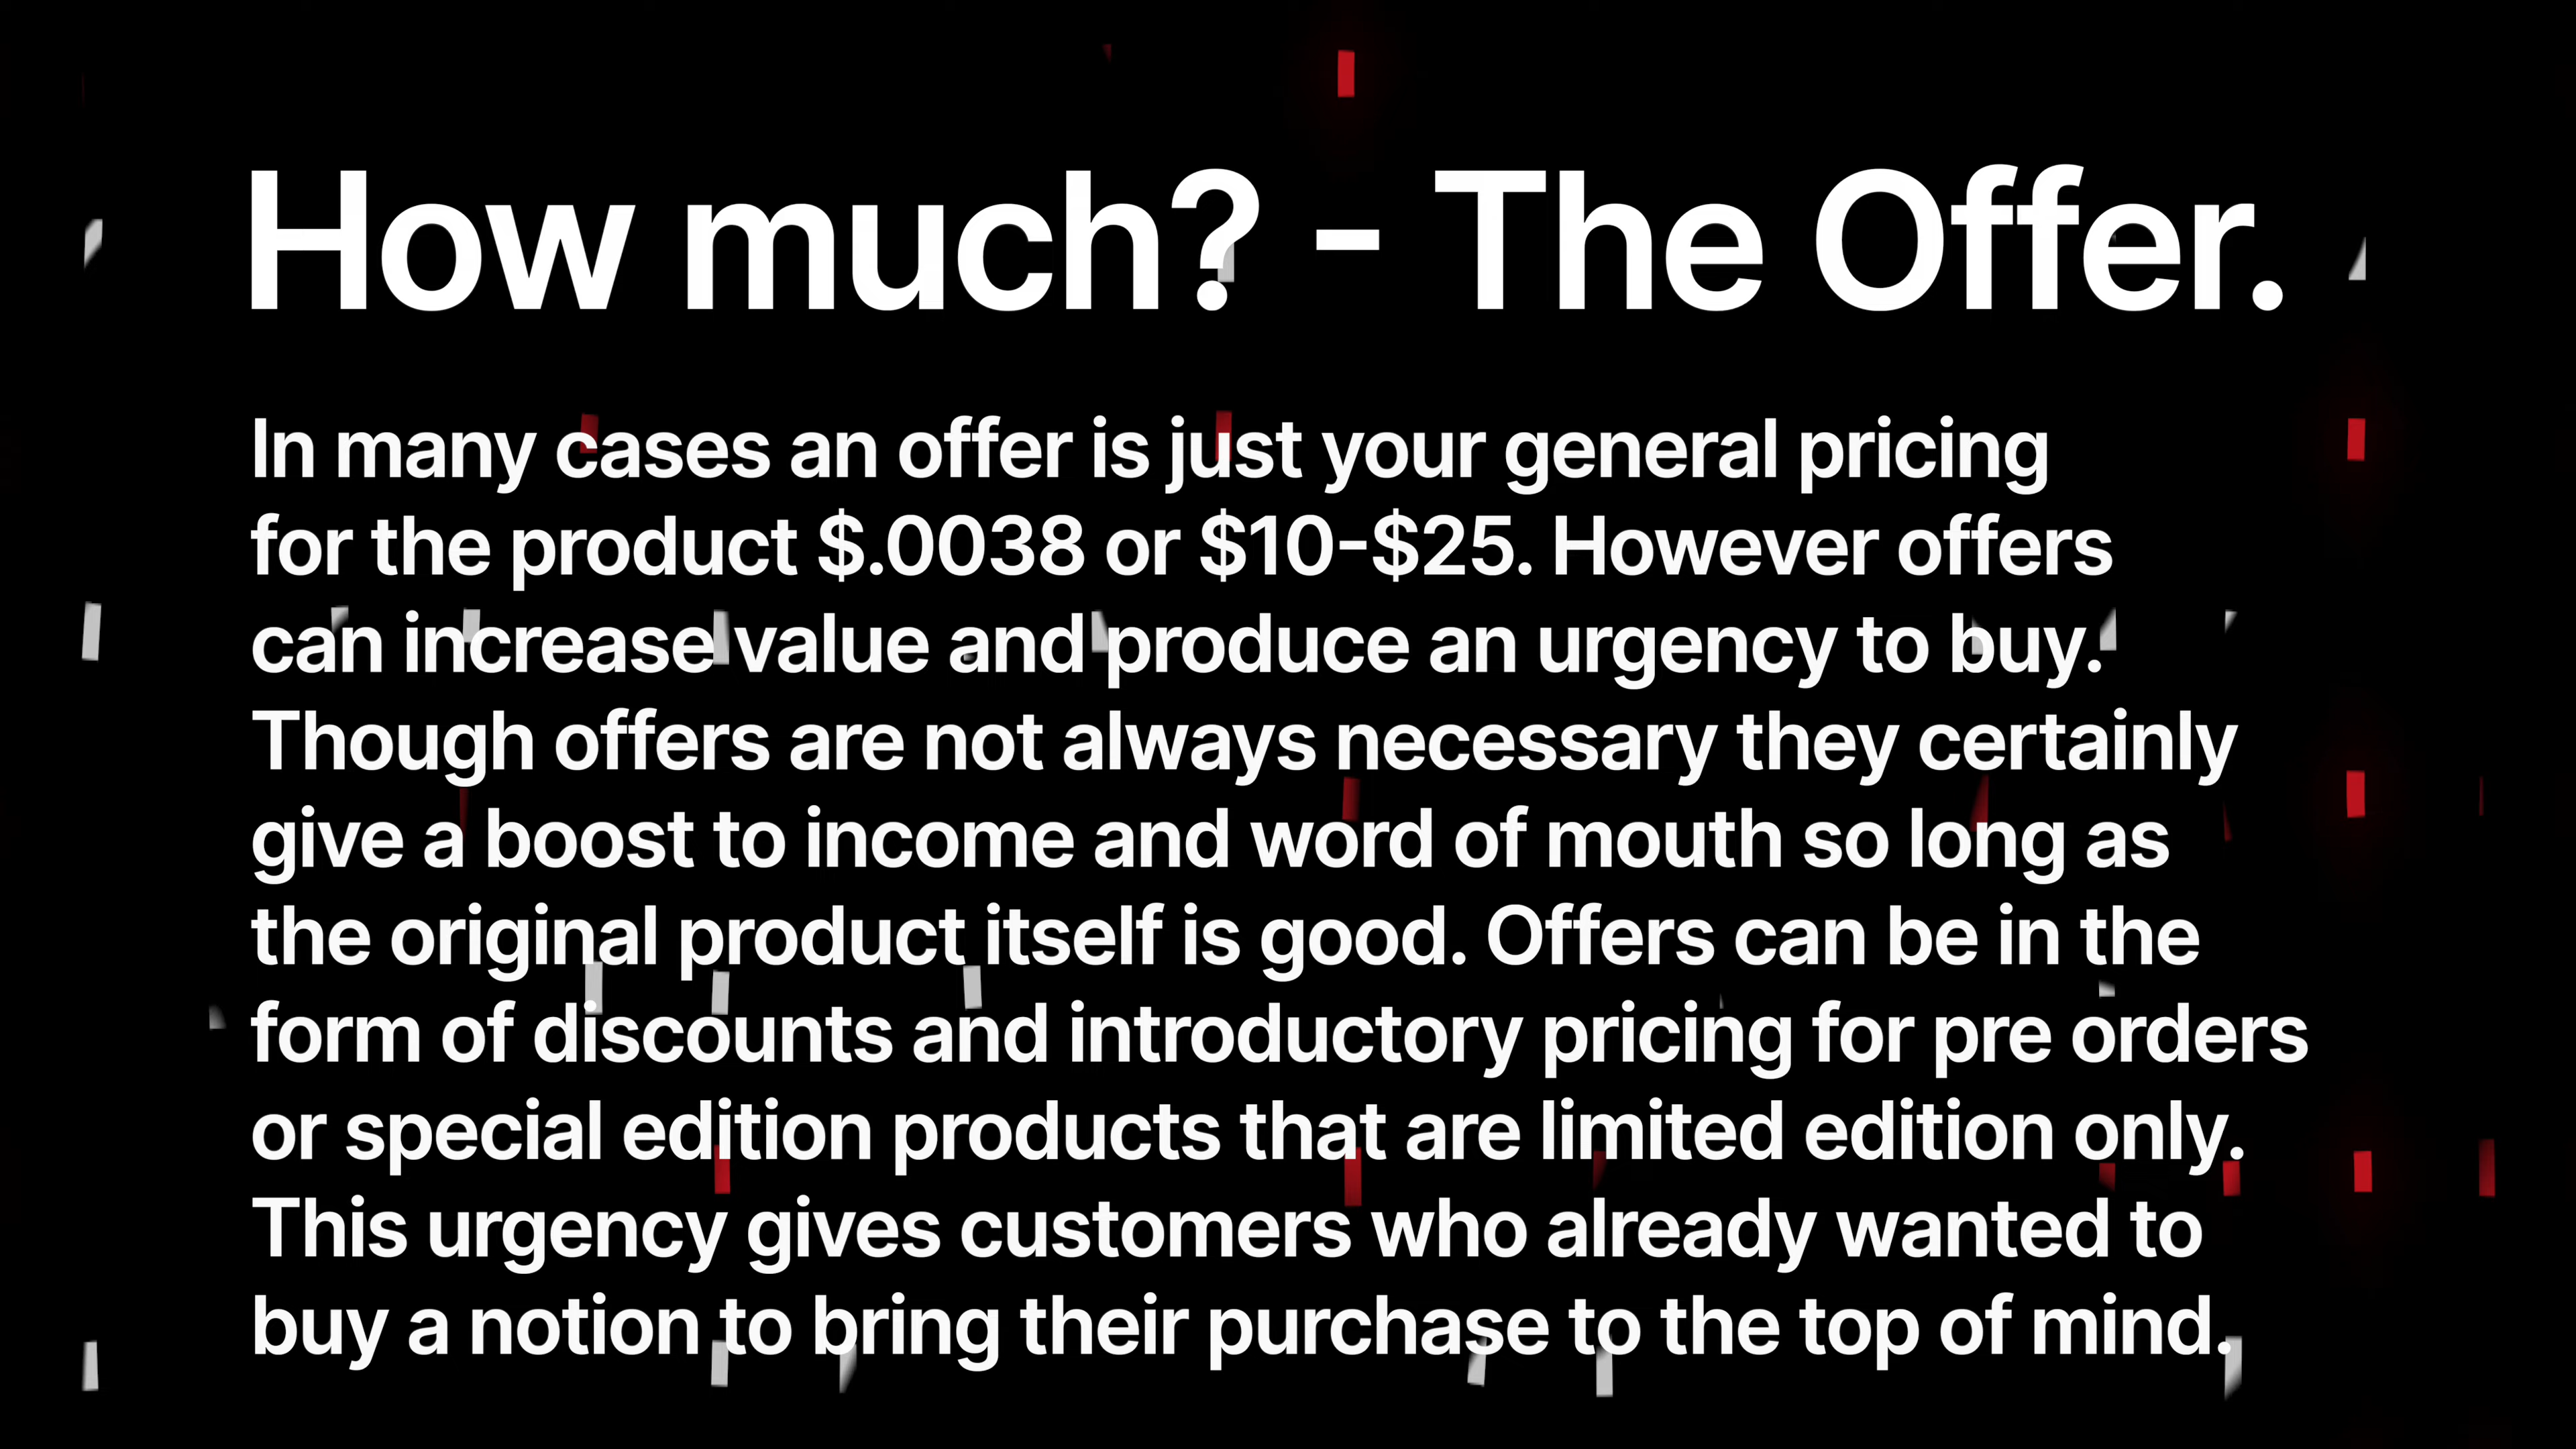 How much? - The Offer.
In many cases an offer is just your general pricing
for the product $.0038 or $10-$25. However offers
can increase value and produce an urgency to buy.
Though offers are not always necessary they certainly
give a boost to income and word of mouth so long as
the original product itself is good. Offers can be in the
form of discounts and introductory pricing for pre orders
or special edition products that are limited edition only.
This urgency gives customers who already wanted to
buy a notion to bring their purchase to the top of mind.